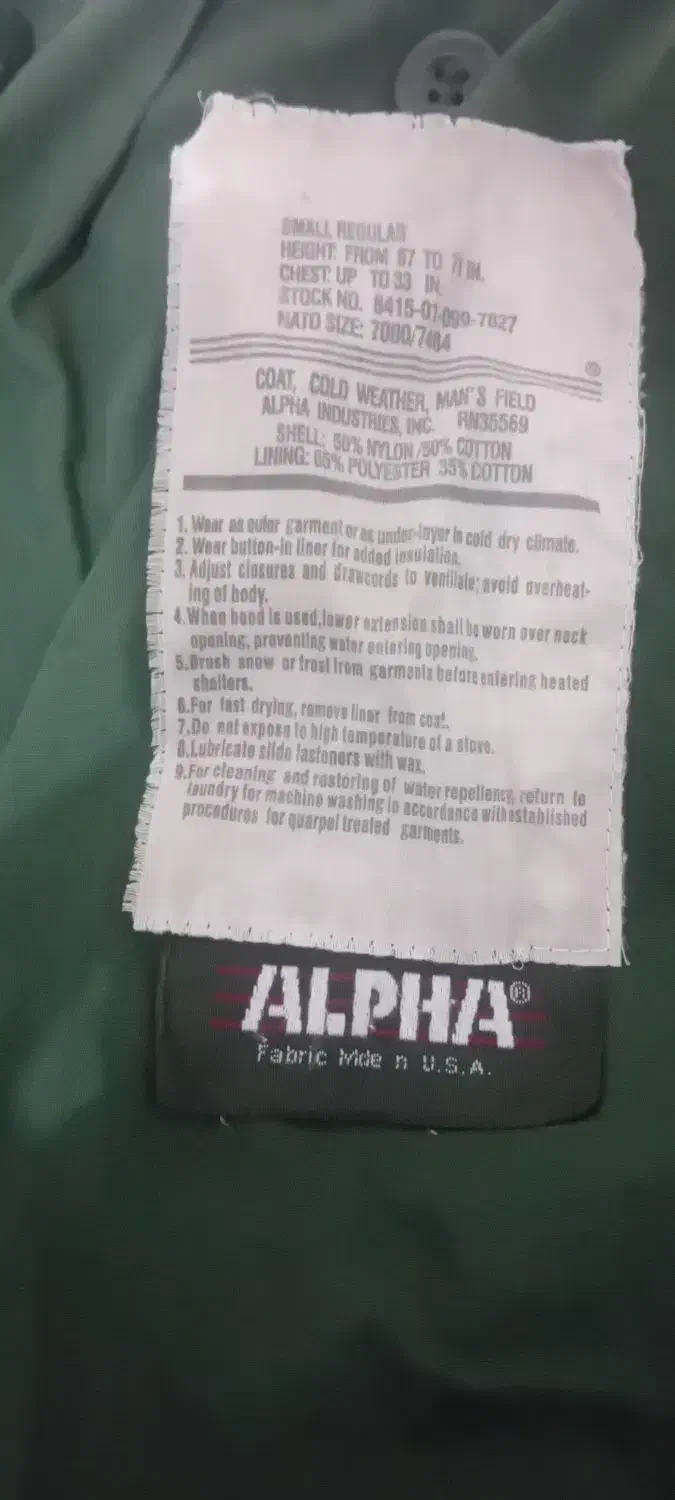 SMALL REGULAR
HEIGHT: FROM 67 TO 71 IN.
CHEST: UP TO 33 IN.
STOCK NO. 8415-01-099-7827
NATO SIZE: 7080/7484
®
COAT, COLD WEATHER, MAN'S FIELD
ALPHA INDUSTRIES, INC. RN35569
SHELL: 50% NYLON/50% COTTON
LINING: 65% POLYESTER 35% COTTON
1. Wear as outer garment or as under-layer in cold dry climate.
2. Wear button-in liner for added insulation.
3. Adjust closures and drawcords to ventilate; avoid overheat-
ing of body.
4. When hood is used, lower extension shall be worn over neck
opening, preventing water entering opening.
5. Brush snow or frost from garments before entering heated
shelters.
6. For fast drying, remove liner from coat.
7. Do not expose to high temperature of a stove.
8. Lubricate slide fasteners with wax.
9. For cleaning and restoring of water repellency, return to
laundry for machine washing in accordance with established
procedures for quarpel treated garments.
ALPHA®
Fabric Mde n U.S.A.